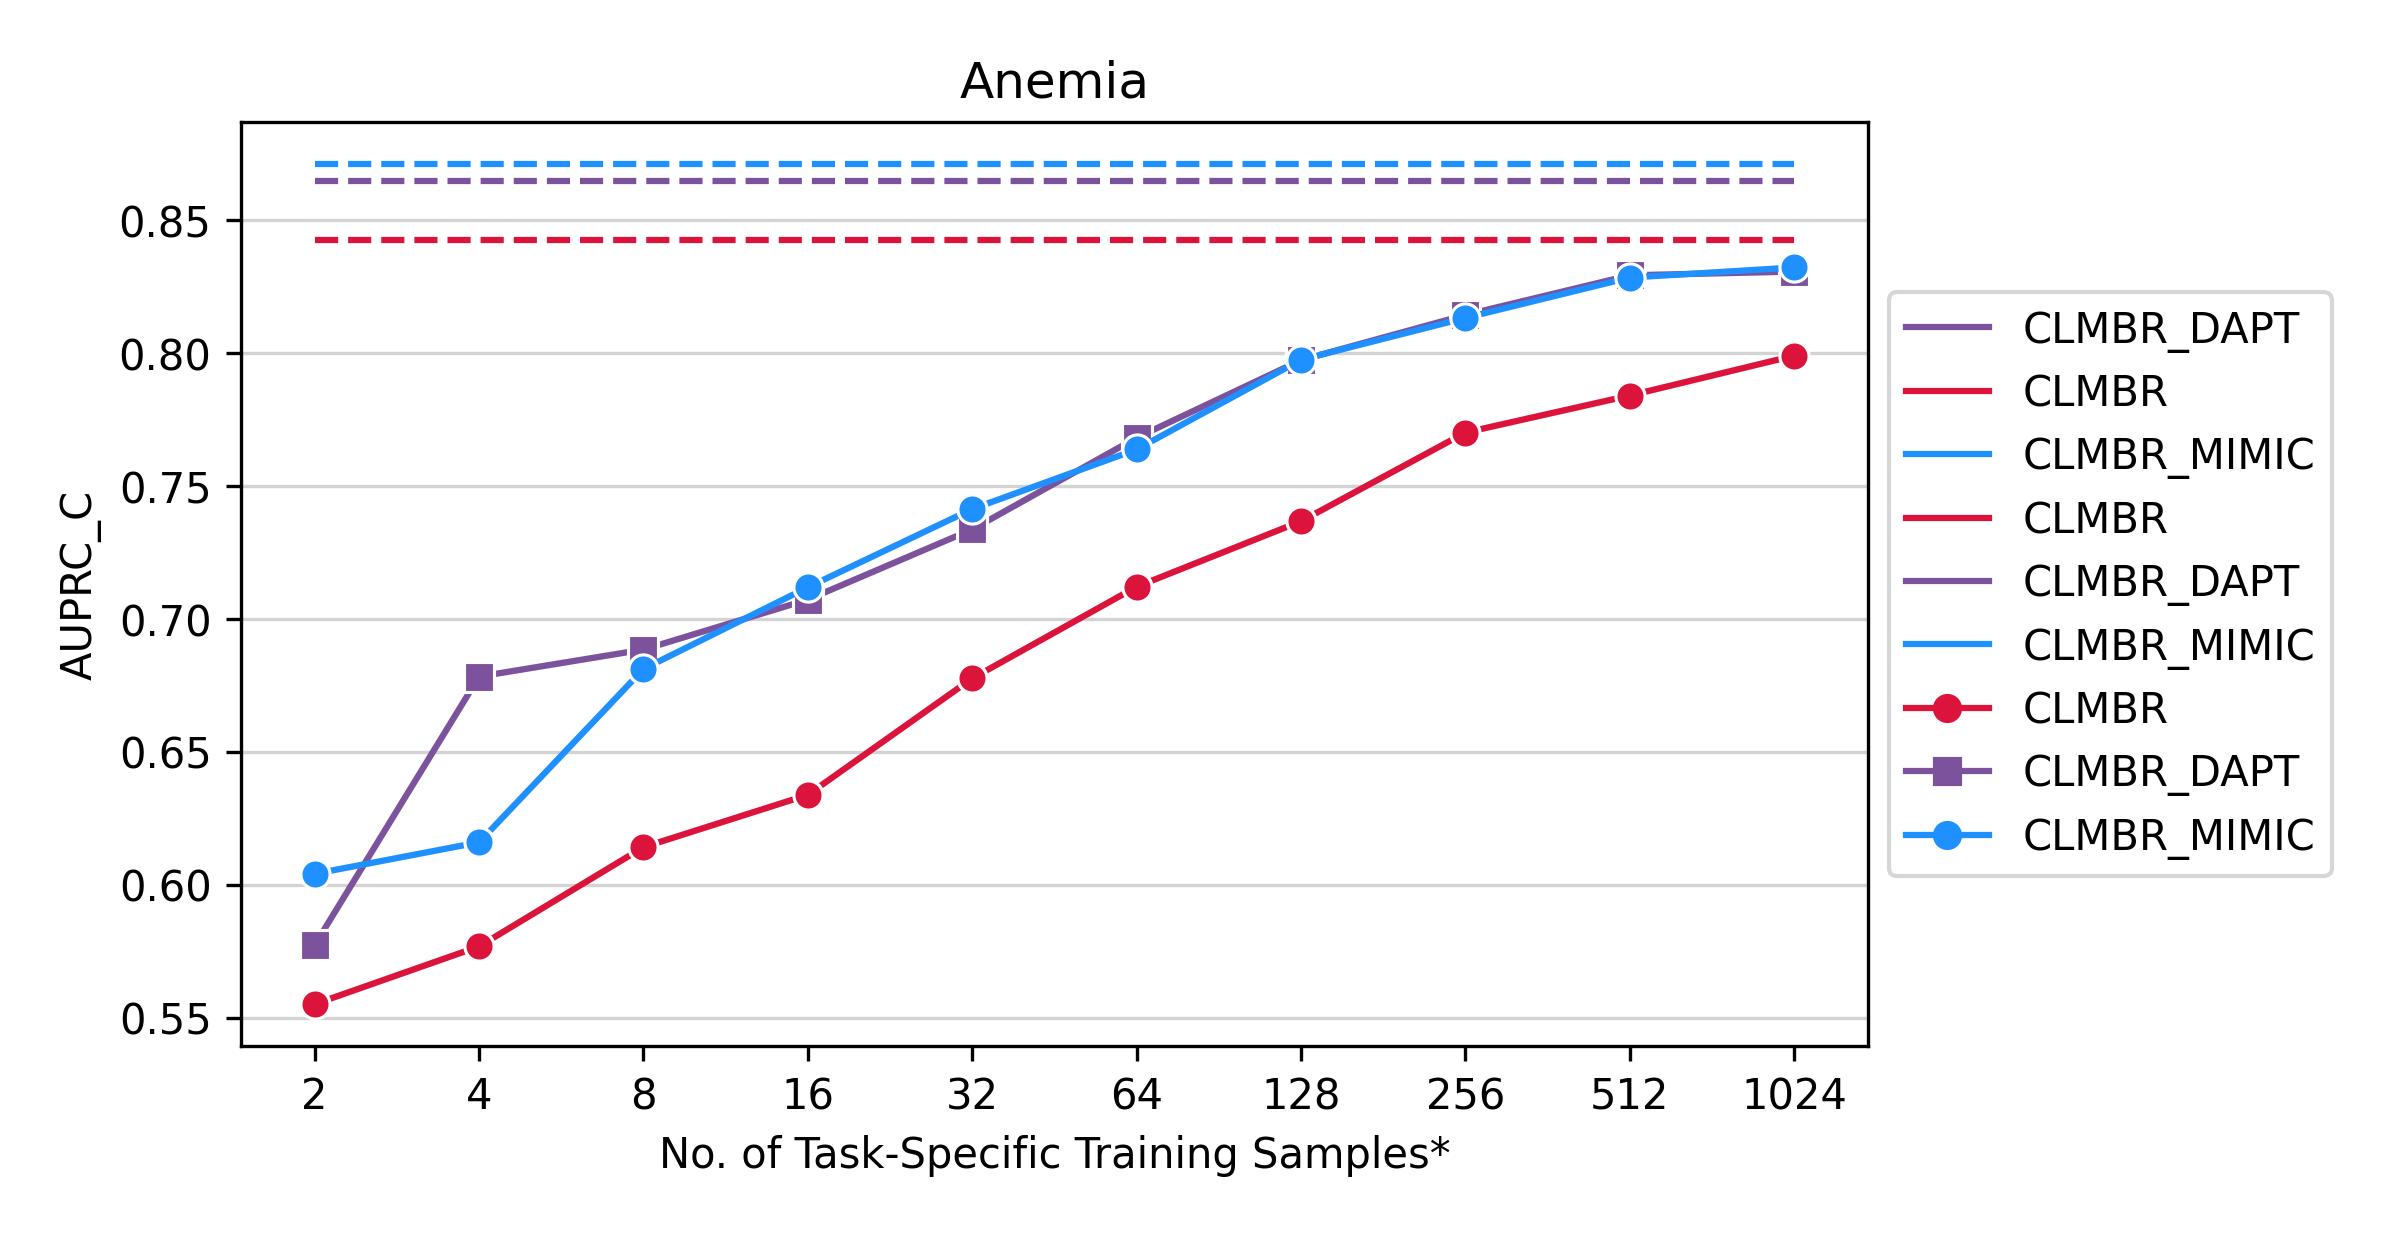 Anemia
AUPRC_C
0.85
0.80
0.75
0.70
0.65
0.60
0.55
2 4 8 16 32 64 128 256 512 1024
No. of Task-Specific Training Samples*
CLMBR_DAPT
CLMBR
CLMBR_MIMIC
CLMBR
CLMBR_DAPT
CLMBR_MIMIC
CLMBR
CLMBR_DAPT
CLMBR_MIMIC